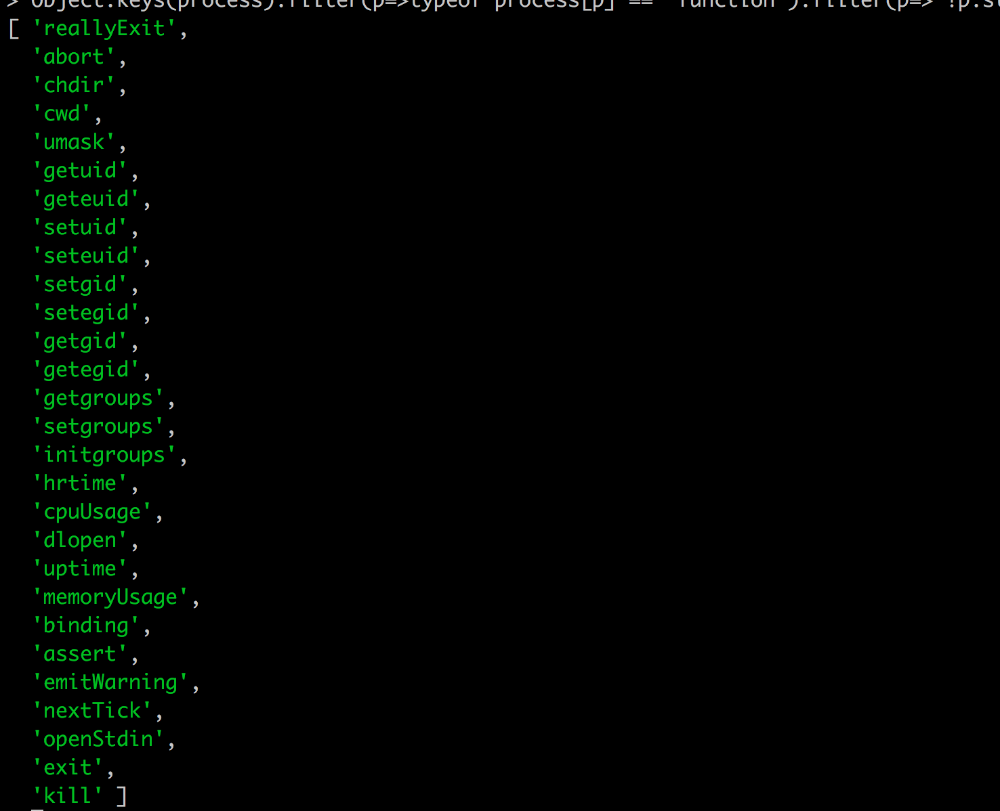 > Object.keys(process).filter(p=>typeof process[p] == 'function').filter(p=> !p.
[ 'reallyExit',
'abort',
'chdir',
'cwd',
'umask',
'getuid',
'geteuid',
'setuid',
'seteuid',
'setgid',
'setegid',
'getgid',
'getegid',
'getgroups',
'setgroups',
'initgroups',
'hrtime',
'cpuUsage',
'dlopen',
'uptime',
'memoryUsage',
'binding',
'assert',
'emitWarning',
'nextTick',
'openStdin',
'exit',
'kill' ]